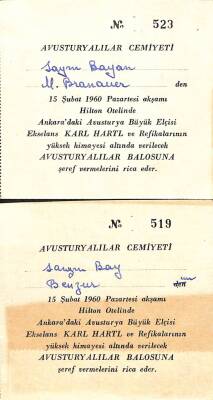 No. 523
AVUSTURYALILAR CEMİYETİ
Sayın Bayan
M. Branauer den
15 Şubat 1960 Pazartesi akşamı
Hilton Otelinde
Ankara'daki Avusturya Büyük Elçisi
Ekselans KARL HARTL ve Refikalarının
yüksek himayesi altında verilecek
AVUSTURYALILAR BALOSUNA
şeref vermelerini rica eder.
No. 519
AVUSTURYALILAR CEMİYETİ
Sayın Bay
Benzur
15 Şubat 1960 Pazartesi akşamı
Hilton Otelinde
Ankara'daki Avusturya Büyük Elçisi
Ekselans KARL HARTL ve Refikalarının
yüksek himayesi altında verilecek
AVUSTURYALILAR BALOSUNA
şeref vermelerini rica eder.